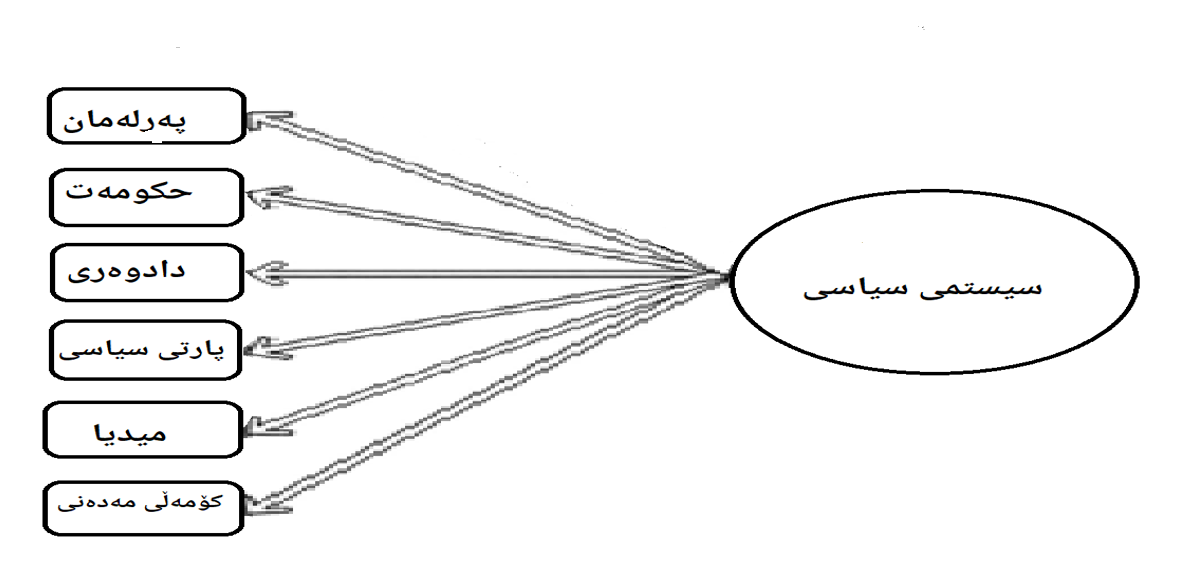 سیستمی سیاسی
پەرلەمان
حکومەت
دادوەری
پارتی سیاسی
میدیا
کۆمەڵی مەدەنی